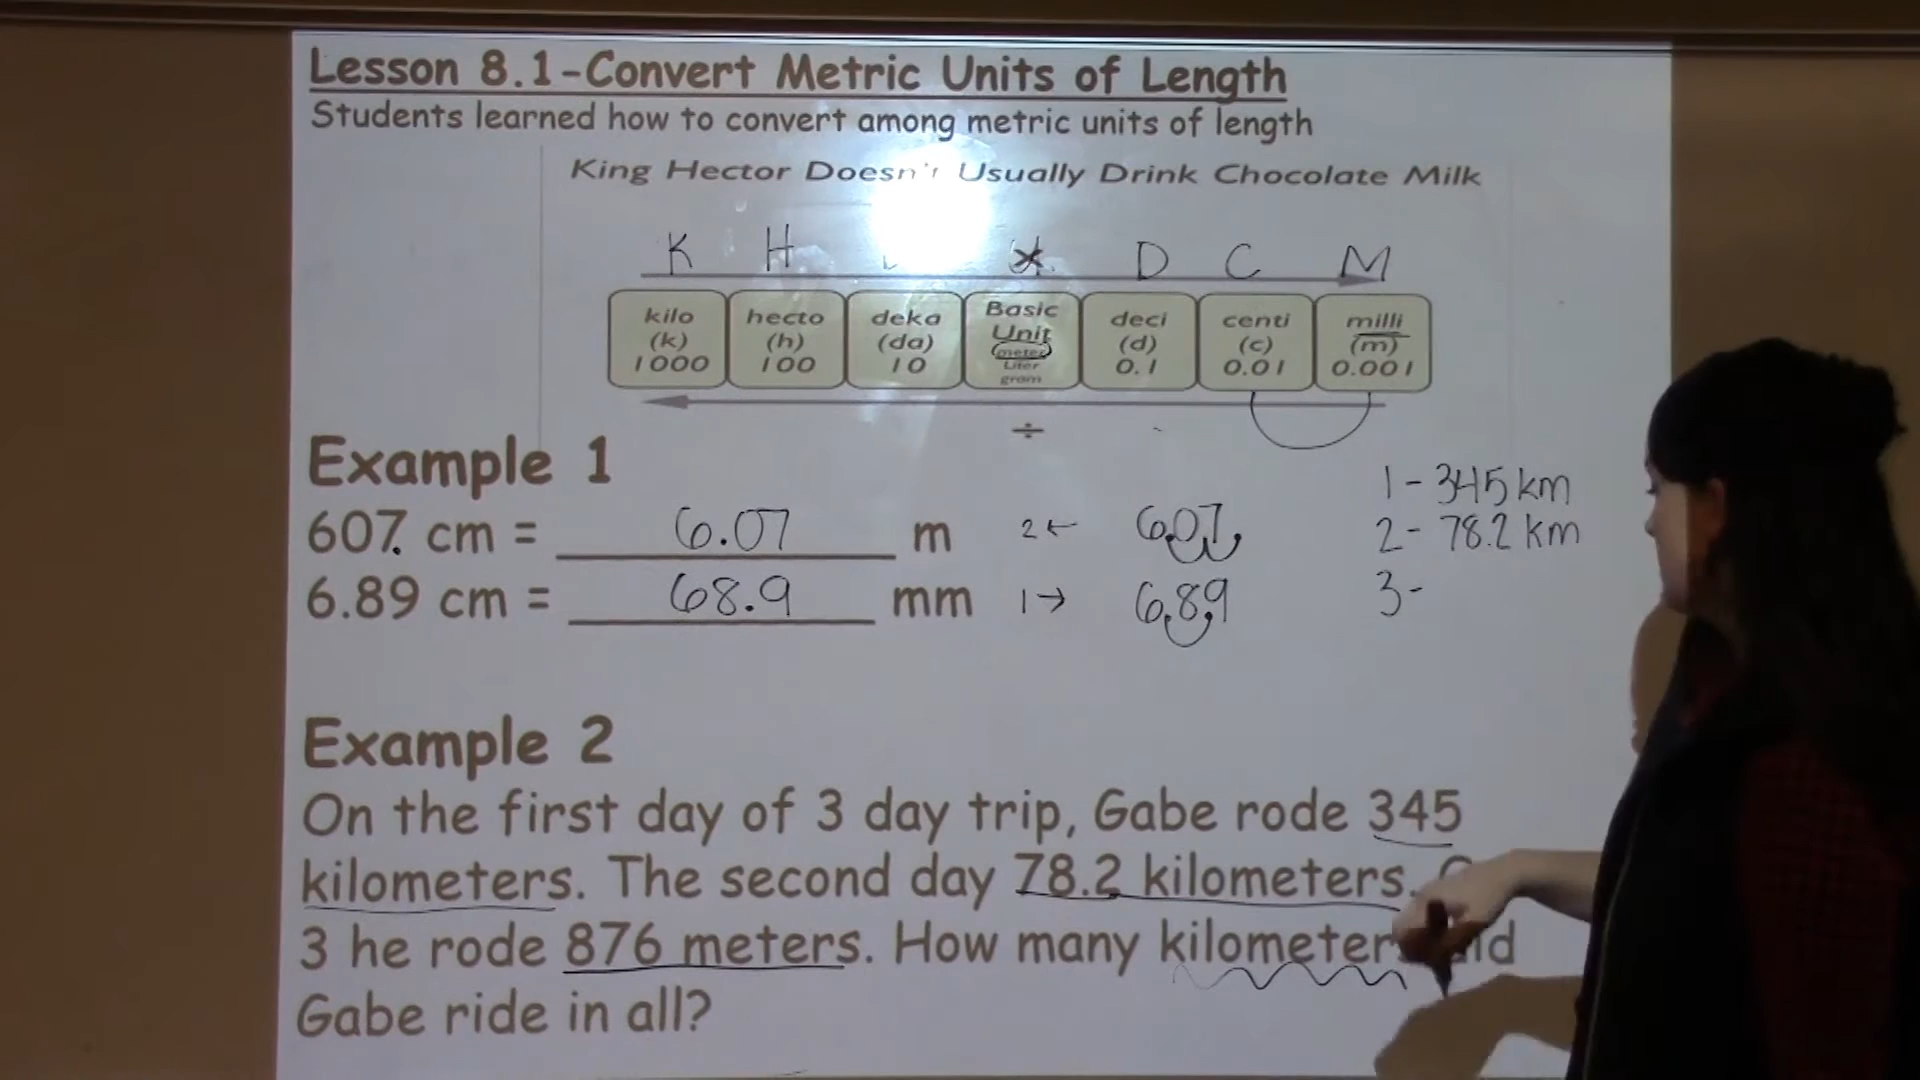 Lesson 8.1-Convert Metric Units of Length
Students learned how to convert among metric units of length
King Hector Doesn't Usually Drink Chocolate Milk
K H D C M
kilo (k) 1000
hecto (h) 100
deka (da) 10
Basic Unit meter Liter gram
deci (d) 0.1
centi (c) 0.01
milli (m) 0.001
÷
Example 1
607. cm = 6.07 m 2← 607
6.89 cm = 68.9 mm 1→ 6.89
1 - 345 km
2 - 78.2 km
3 -
Example 2
On the first day of 3 day trip, Gabe rode 345
kilometers. The second day 78.2 kilometers.
3 he rode 876 meters. How many
Gabe ride in all?